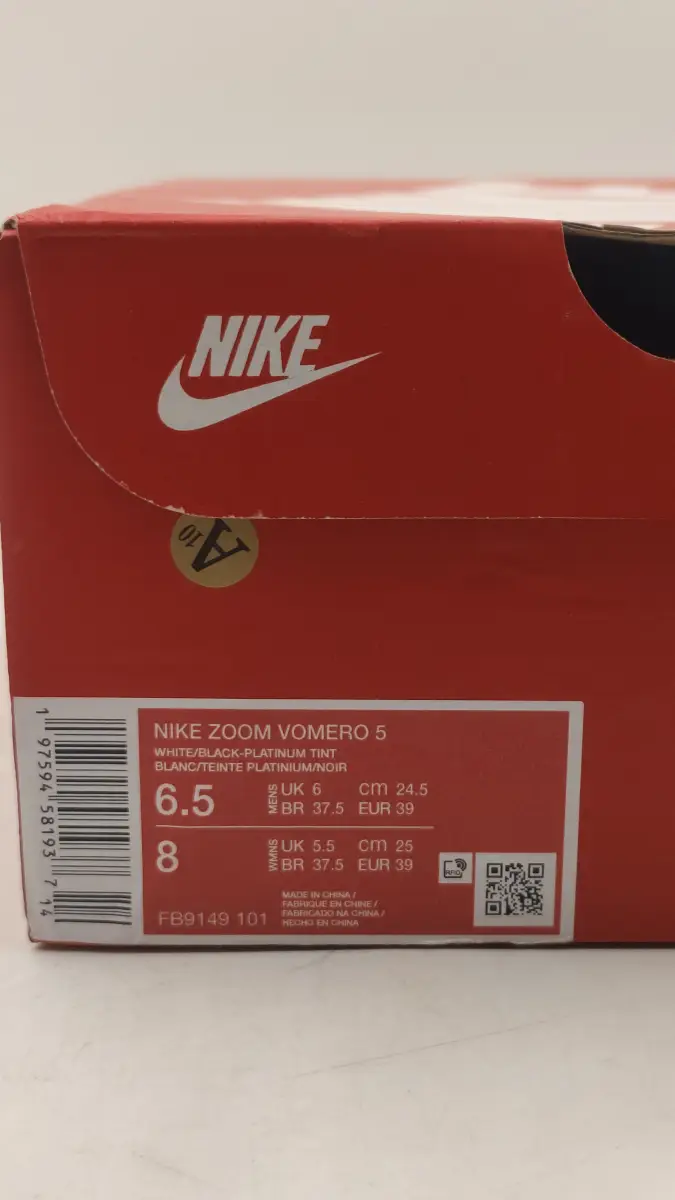 NIKE
A10
NIKE ZOOM VOMERO 5
WHITE/BLACK-PLATINUM TINT
BLANC/TEINTE PLATINIUM/NOIR
6.5 MENS UK 6 cm 24.5
BR 37.5 EUR 39
8 WMNS UK 5.5 cm 25
BR 37.5 EUR 39
RFID
MADE IN CHINA /
FABRIQUE EN CHINE /
FABRICADO NA CHINA /
HECHO EN CHINA
FB9149 101
1 97594 58193 7 14